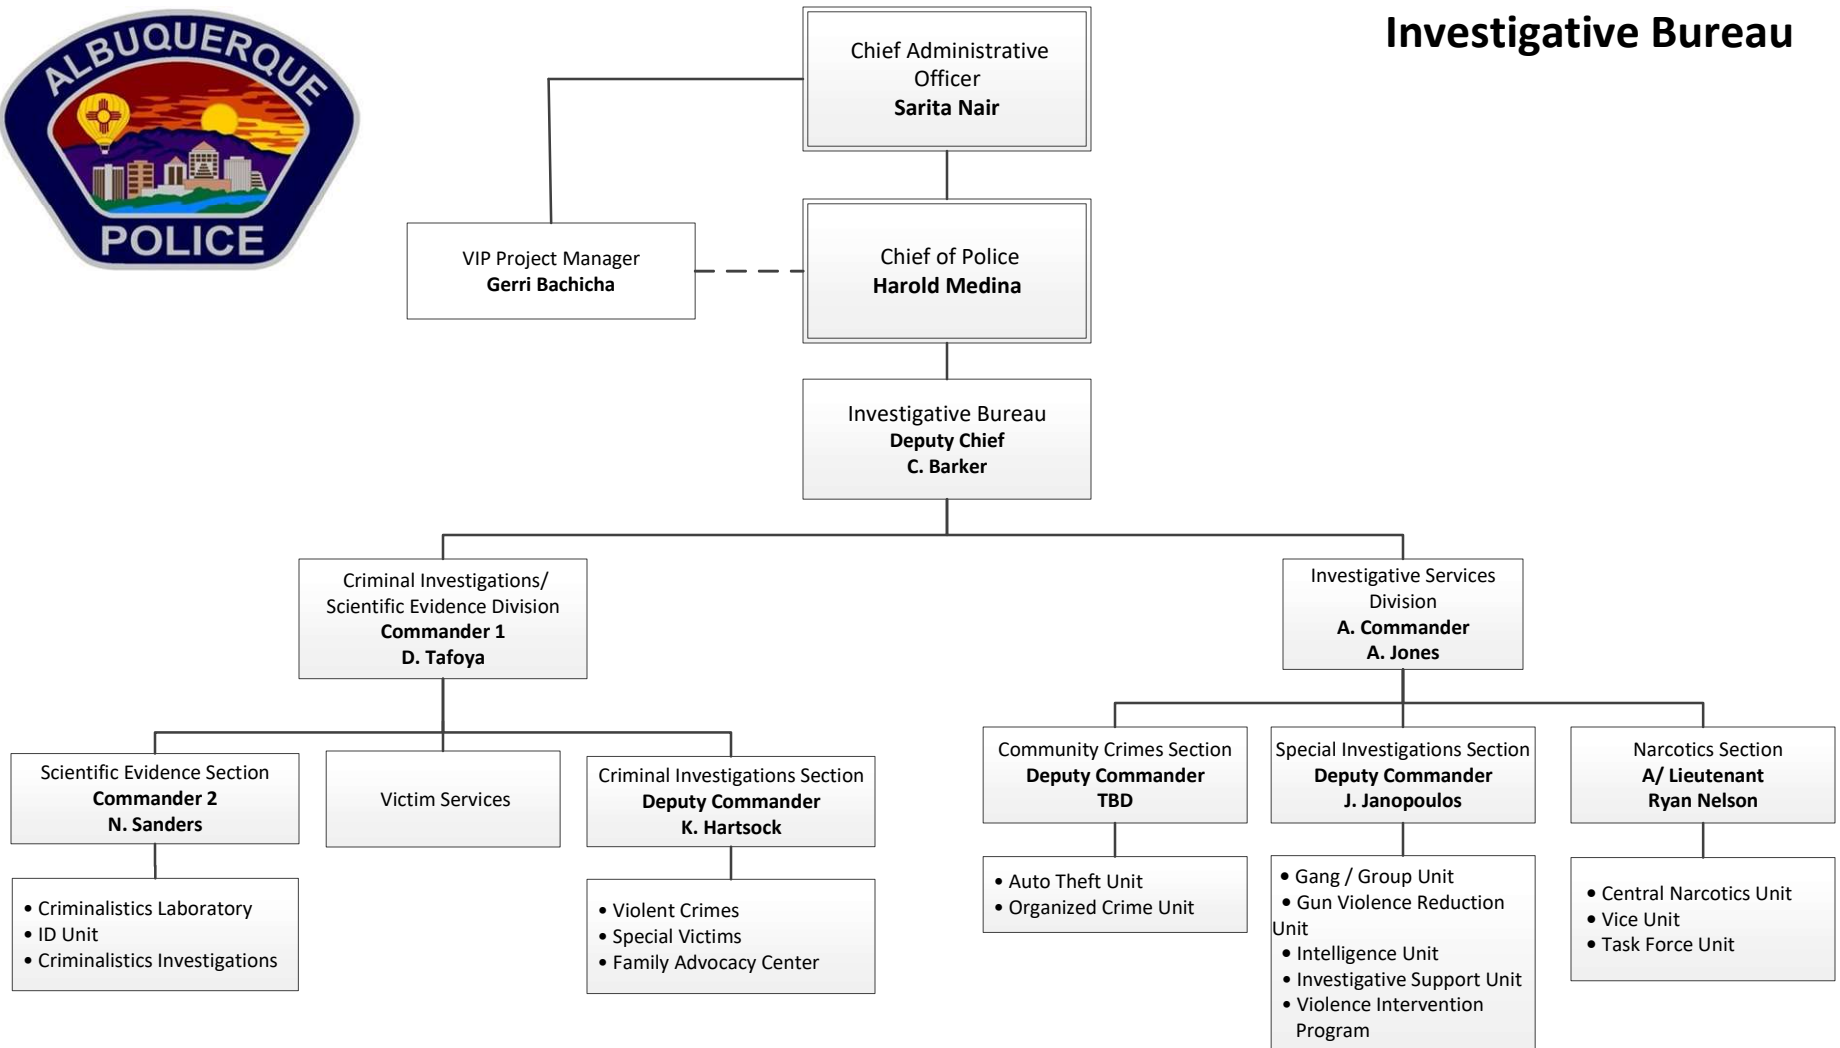 ALBUQUERQUE
POLICE
Investigative Bureau
Chief Administrative
Officer
Sarita Nair
VIP Project Manager
Gerri Bachicha
Chief of Police
Harold Medina
Investigative Bureau
Deputy Chief
C. Barker
Criminal Investigations/
Scientific Evidence Division
Commander 1
D. Tafoya
Investigative Services
Division
A. Commander
A. Jones
Scientific Evidence Section
Commander 2
N. Sanders
Victim Services
Criminal Investigations Section
Deputy Commander
K. Hartsock
Community Crimes Section
Deputy Commander
TBD
Special Investigations Section
Deputy Commander
J. Janopoulos
Narcotics Section
A/ Lieutenant
Ryan Nelson
• Criminalistics Laboratory
• ID Unit
• Criminalistics Investigations
• Violent Crimes
• Special Victims
• Family Advocacy Center
• Auto Theft Unit
• Organized Crime Unit
• Gang / Group Unit
• Gun Violence Reduction
Unit
• Intelligence Unit
• Investigative Support Unit
• Violence Intervention
Program
• Central Narcotics Unit
• Vice Unit
• Task Force Unit